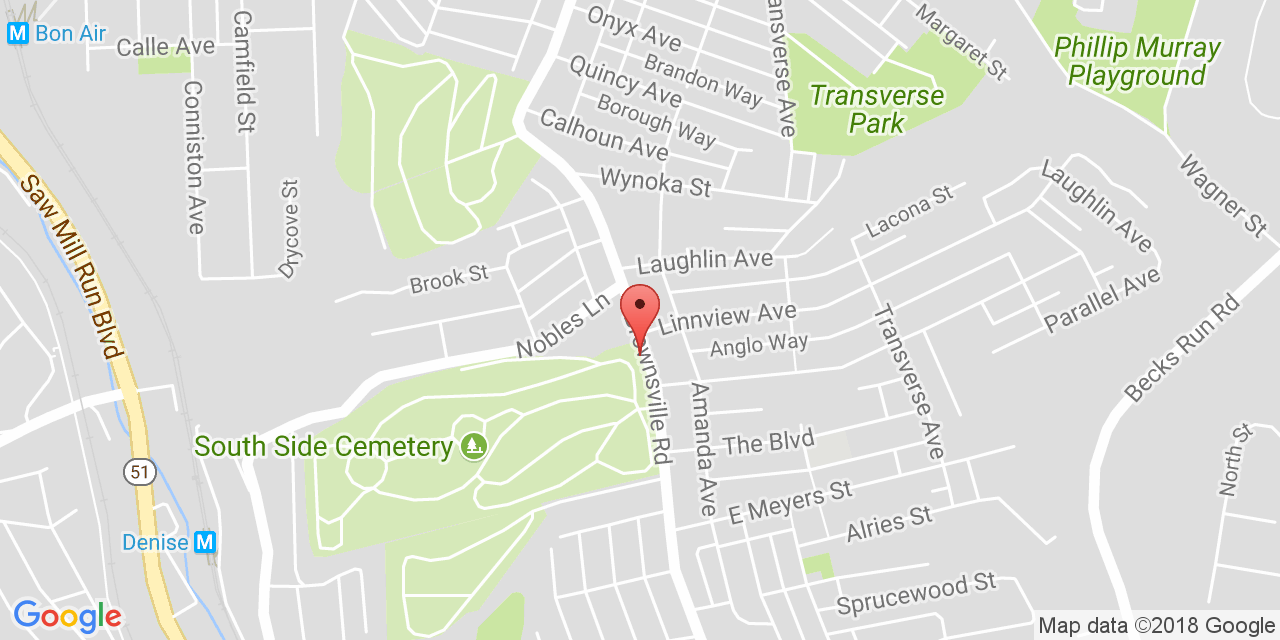 Bon Air
Calle Ave
Camfield St
Conniston Ave
Drycove St
Saw Mill Run Blvd
51
Denise
Onyx Ave
Brandon Way
Quincy Ave
Borough Way
Calhoun Ave
Wynoka St
Transverse Ave
Margaret St
Transverse
Park
Phillip Murray
Playground
Wagner St
Laughlin Ave
Lacona St
Parallel Ave
Becks Run Rd
Laughlin Ave
Brook St
Nobles Ln
Linnview Ave
Anglo Way
Transverse Ave
Rd
Amanda Ave
South Side Cemetery
The Blvd
E Meyers St
Alries St
Sprucewood St
North St
Google
Map data ©2018 Google